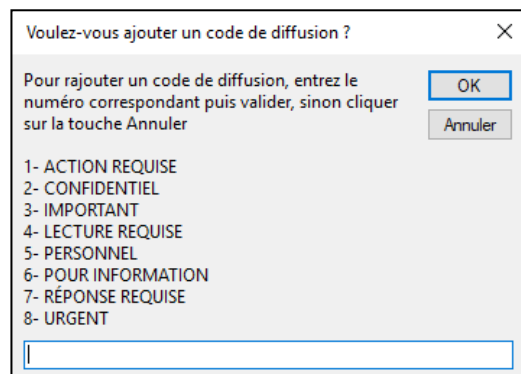 Voulez-vous ajouter un code de diffusion ?
Pour rajouter un code de diffusion, entrez le
numéro correspondant puis valider, sinon cliquer
sur la touche Annuler
OK
Annuler
1- ACTION REQUISE
2- CONFIDENTIEL
3- IMPORTANT
4- LECTURE REQUISE
5- PERSONNEL
6- POUR INFORMATION
7- RÉPONSE REQUISE
8- URGENT